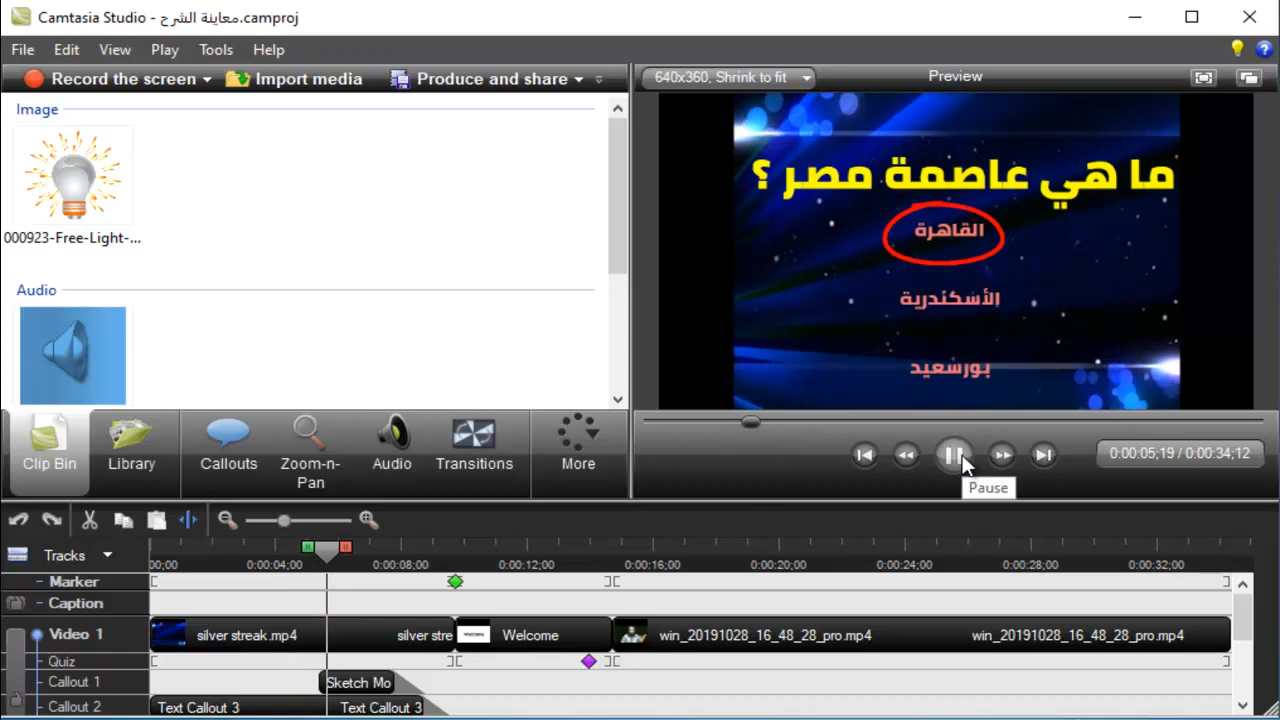 Camtasia Studio - معاينة الشرح.camproj
File Edit View Play Tools Help
Record the screen Import media Produce and share
640x360, Shrink to fit Preview
Image
000923-Free-Light-...
Audio
ما هي عاصمة مصر ؟
القاهرة
الأسكندرية
بورسعيد
Clip Bin Library Callouts Zoom-n-Pan Audio Transitions More
0:00:05;19 / 0:00:34;12
Pause
Tracks 00;00 0:00:04;00 0:00:08;00 0:00:12;00 0:00:16;00 0:00:20;00 0:00:24;00 0:00:28;00 0:00:32;00
Marker
Caption
Video 1 silver streak.mp4 silver stre Welcome win_20191028_16_48_28_pro.mp4 win_20191028_16_48_28_pro.mp4
Quiz
Callout 1 Sketch Mo
Callout 2 Text Callout 3 Text Callout 3